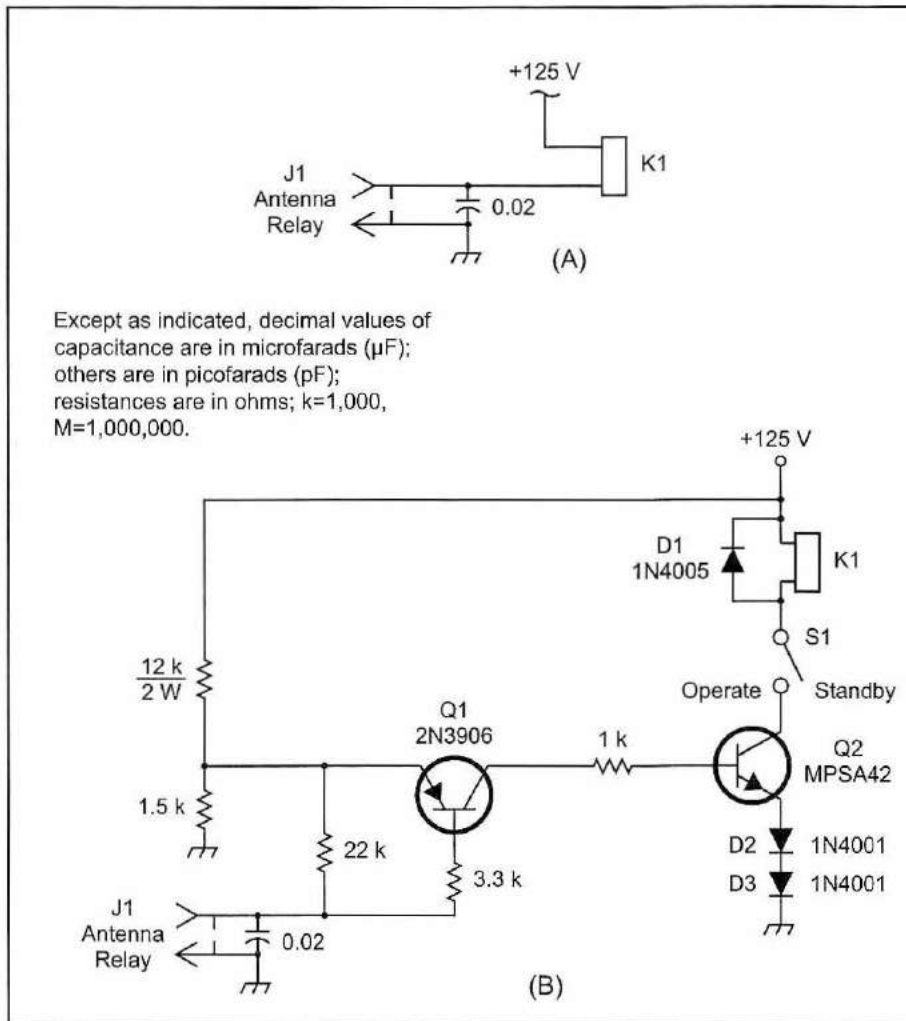 +125 V
K1
J1
Antenna
Relay
0.02
(A)
Except as indicated, decimal values of
capacitance are in microfarads (µF);
others are in picofarads (pF);
resistances are in ohms; k=1,000,
M=1,000,000.
+125 V
D1
1N4005
K1
S1
12 k
2 W
Operate
Standby
Q1
2N3906
1 k
Q2
MPSA42
1.5 k
22 k
3.3 k
D2 1N4001
D3 1N4001
J1
Antenna
Relay
0.02
(B)